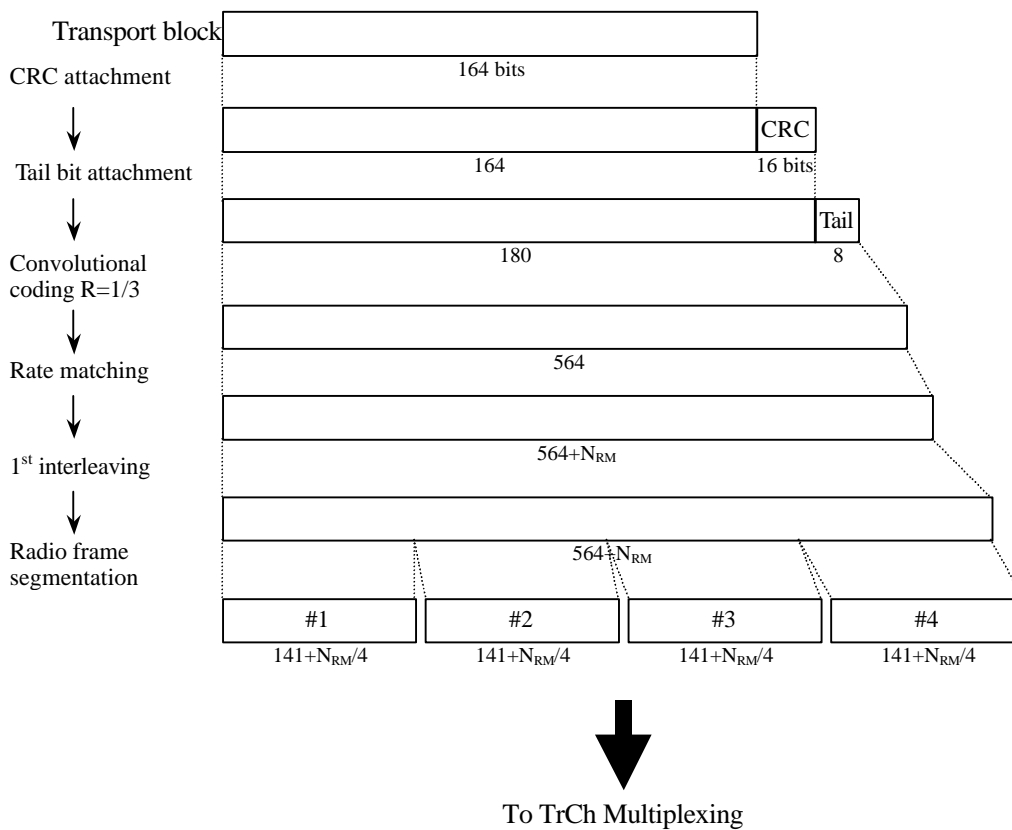 Transport block
164 bits
CRC attachment
CRC
164
16 bits
Tail bit attachment
Tail
180
8
Convolutional
coding R=1/3
564
Rate matching
564+NRM
1st interleaving
564+NRM
Radio frame
segmentation
#1 #2 #3 #4
141+NRM/4 141+NRM/4 141+NRM/4 141+NRM/4
To TrCh Multiplexing